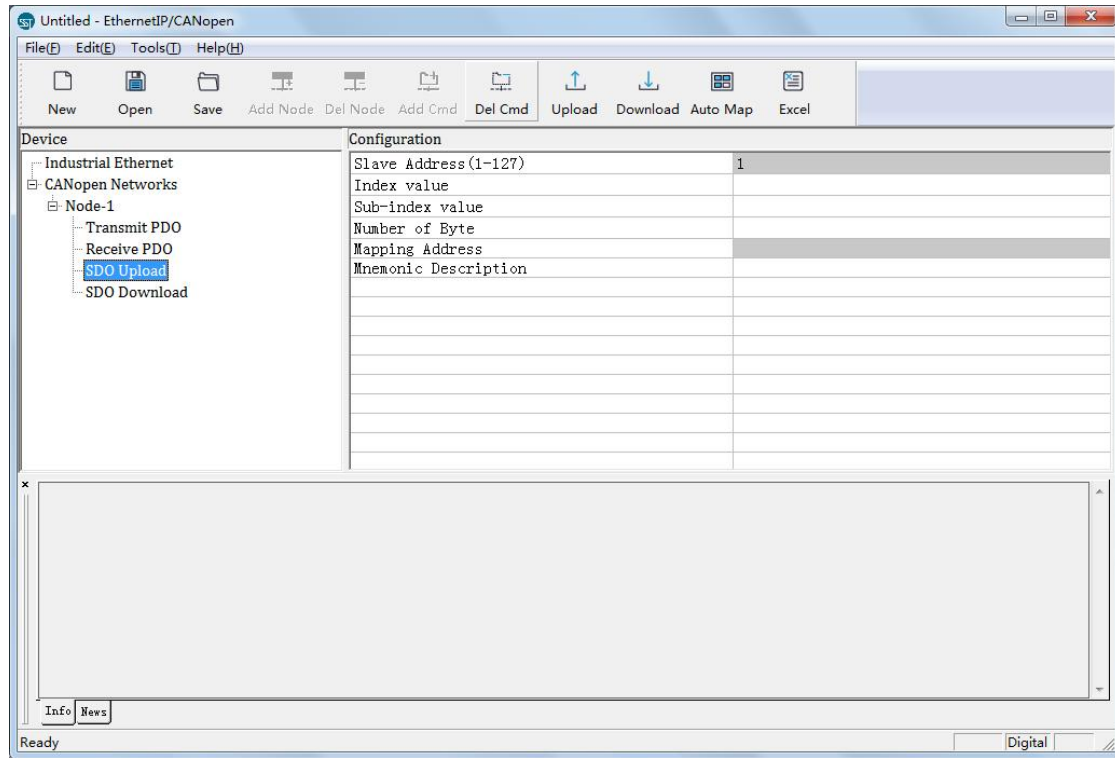 SST Untitled - EthernetIP/CANopen
File(F) Edit(E) Tools(T) Help(H)
New Open Save Add Node Del Node Add Cmd Del Cmd Upload Download Auto Map Excel
Device
Configuration
Industrial Ethernet
CANopen Networks
Node-1
Transmit PDO
Receive PDO
SDO Upload
SDO Download
Slave Address(1-127) 1
Index value
Sub-index value
Number of Byte
Mapping Address
Mnemonic Description
Info News
Ready Digital